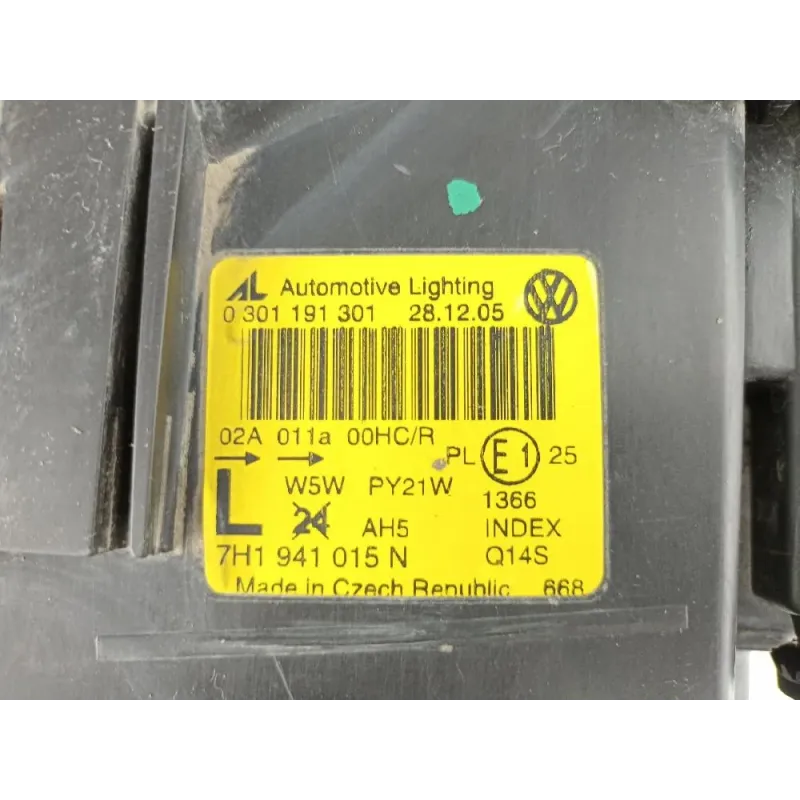 AL Automotive Lighting VW
0 301 191 301 28.12.05
02A 011a 00HC/R
PL E1 25
W5W PY21W 1366
L 24 AH5 INDEX
7H1 941 015 N Q14S
Made in Czech Republic 668